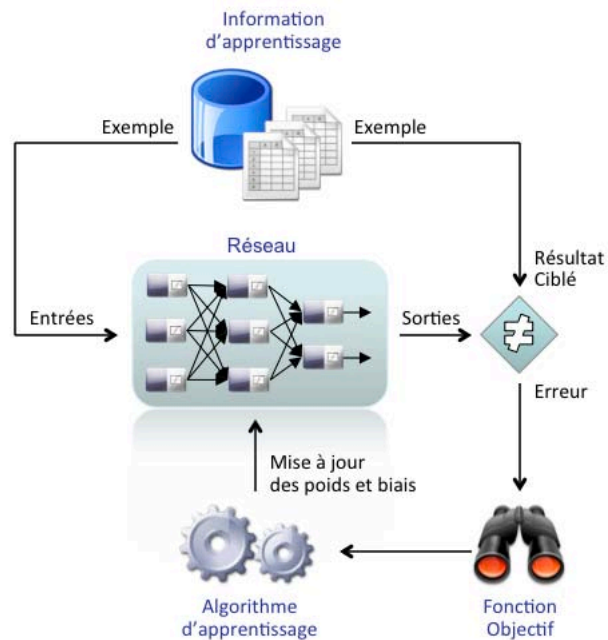 Information
d'apprentissage
Exemple
Exemple
Réseau
Résultat
Ciblé
Entrées
Sorties
Erreur
Mise à jour
des poids et biais
Algorithme
d'apprentissage
Fonction
Objectif